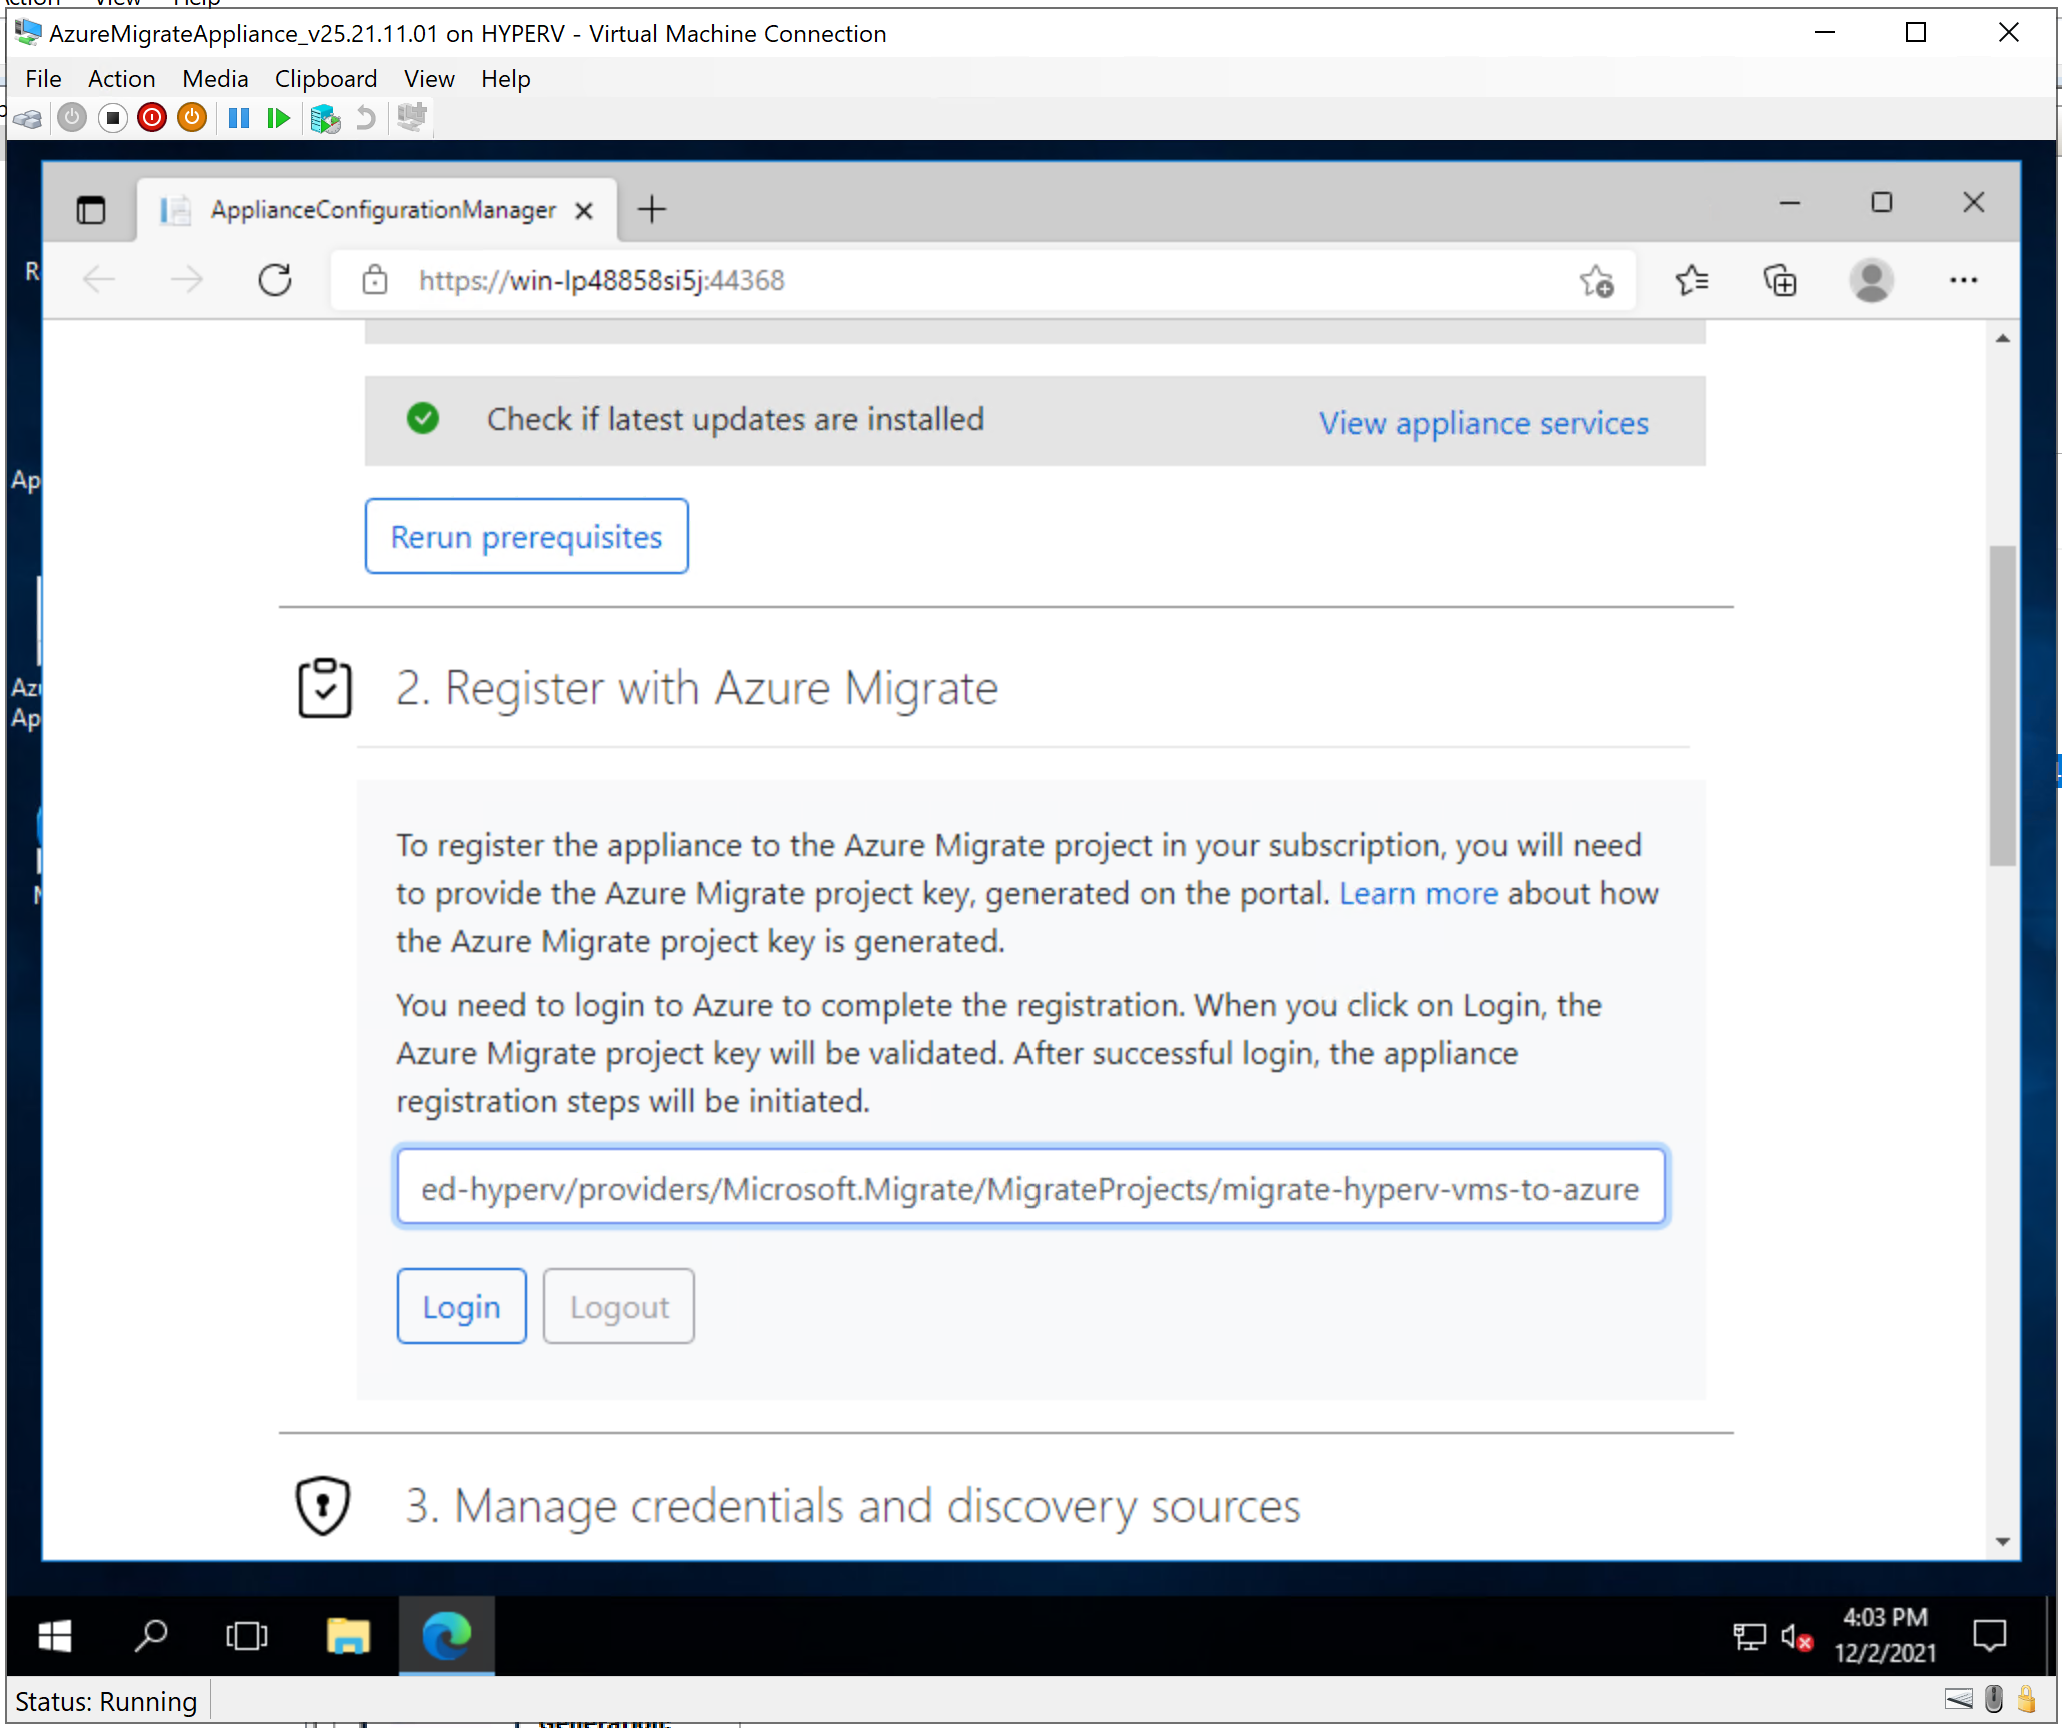 AzureMigrateAppliance_v25.21.11.01 on HYPERV - Virtual Machine Connection
File Action Media Clipboard View Help
ApplianceConfigurationManager
https://win-lp48858si5j:44368
Check if latest updates are installed
View appliance services
Rerun prerequisites
2. Register with Azure Migrate
To register the appliance to the Azure Migrate project in your subscription, you will need
to provide the Azure Migrate project key, generated on the portal. Learn more about how
the Azure Migrate project key is generated.
You need to login to Azure to complete the registration. When you click on Login, the
Azure Migrate project key will be validated. After successful login, the appliance
registration steps will be initiated.
ed-hyperv/providers/Microsoft.Migrate/MigrateProjects/migrate-hyperv-vms-to-azure
Login
Logout
3. Manage credentials and discovery sources
4:03 PM
12/2/2021
Status: Running